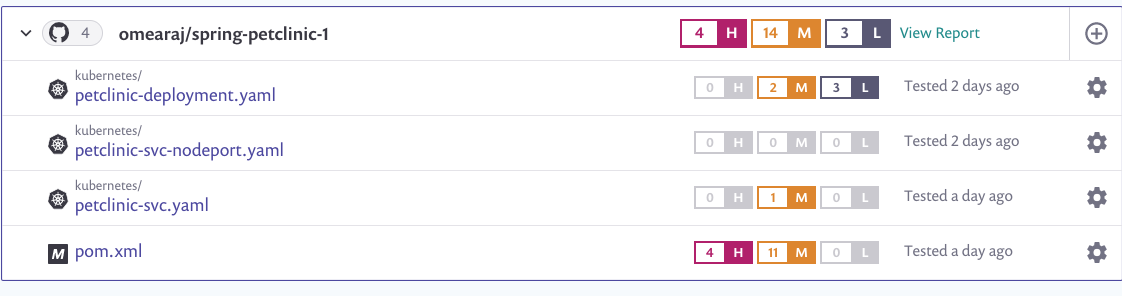 4 omearaj/spring-petclinic-1 4 H 14 M 3 L View Report
kubernetes/
petclinic-deployment.yaml 0 H 2 M 3 L Tested 2 days ago
kubernetes/
petclinic-svc-nodeport.yaml 0 H 0 M 0 L Tested 2 days ago
kubernetes/
petclinic-svc.yaml 0 H 1 M 0 L Tested a day ago
M pom.xml 4 H 11 M 0 L Tested a day ago